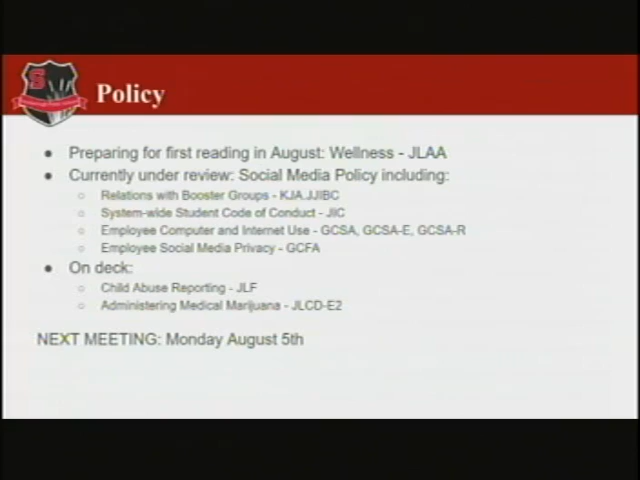 S
Policy
● Preparing for first reading in August: Wellness - JLAA
● Currently under review: Social Media Policy including:
○ Relations with Booster Groups - KJA.JJIBC
○ System-wide Student Code of Conduct - JIC
○ Employee Computer and Internet Use - GCSA, GCSA-E, GCSA-R
○ Employee Social Media Privacy - GCFA
● On deck:
○ Child Abuse Reporting - JLF
○ Administering Medical Marijuana - JLCD-E2
NEXT MEETING: Monday August 5th